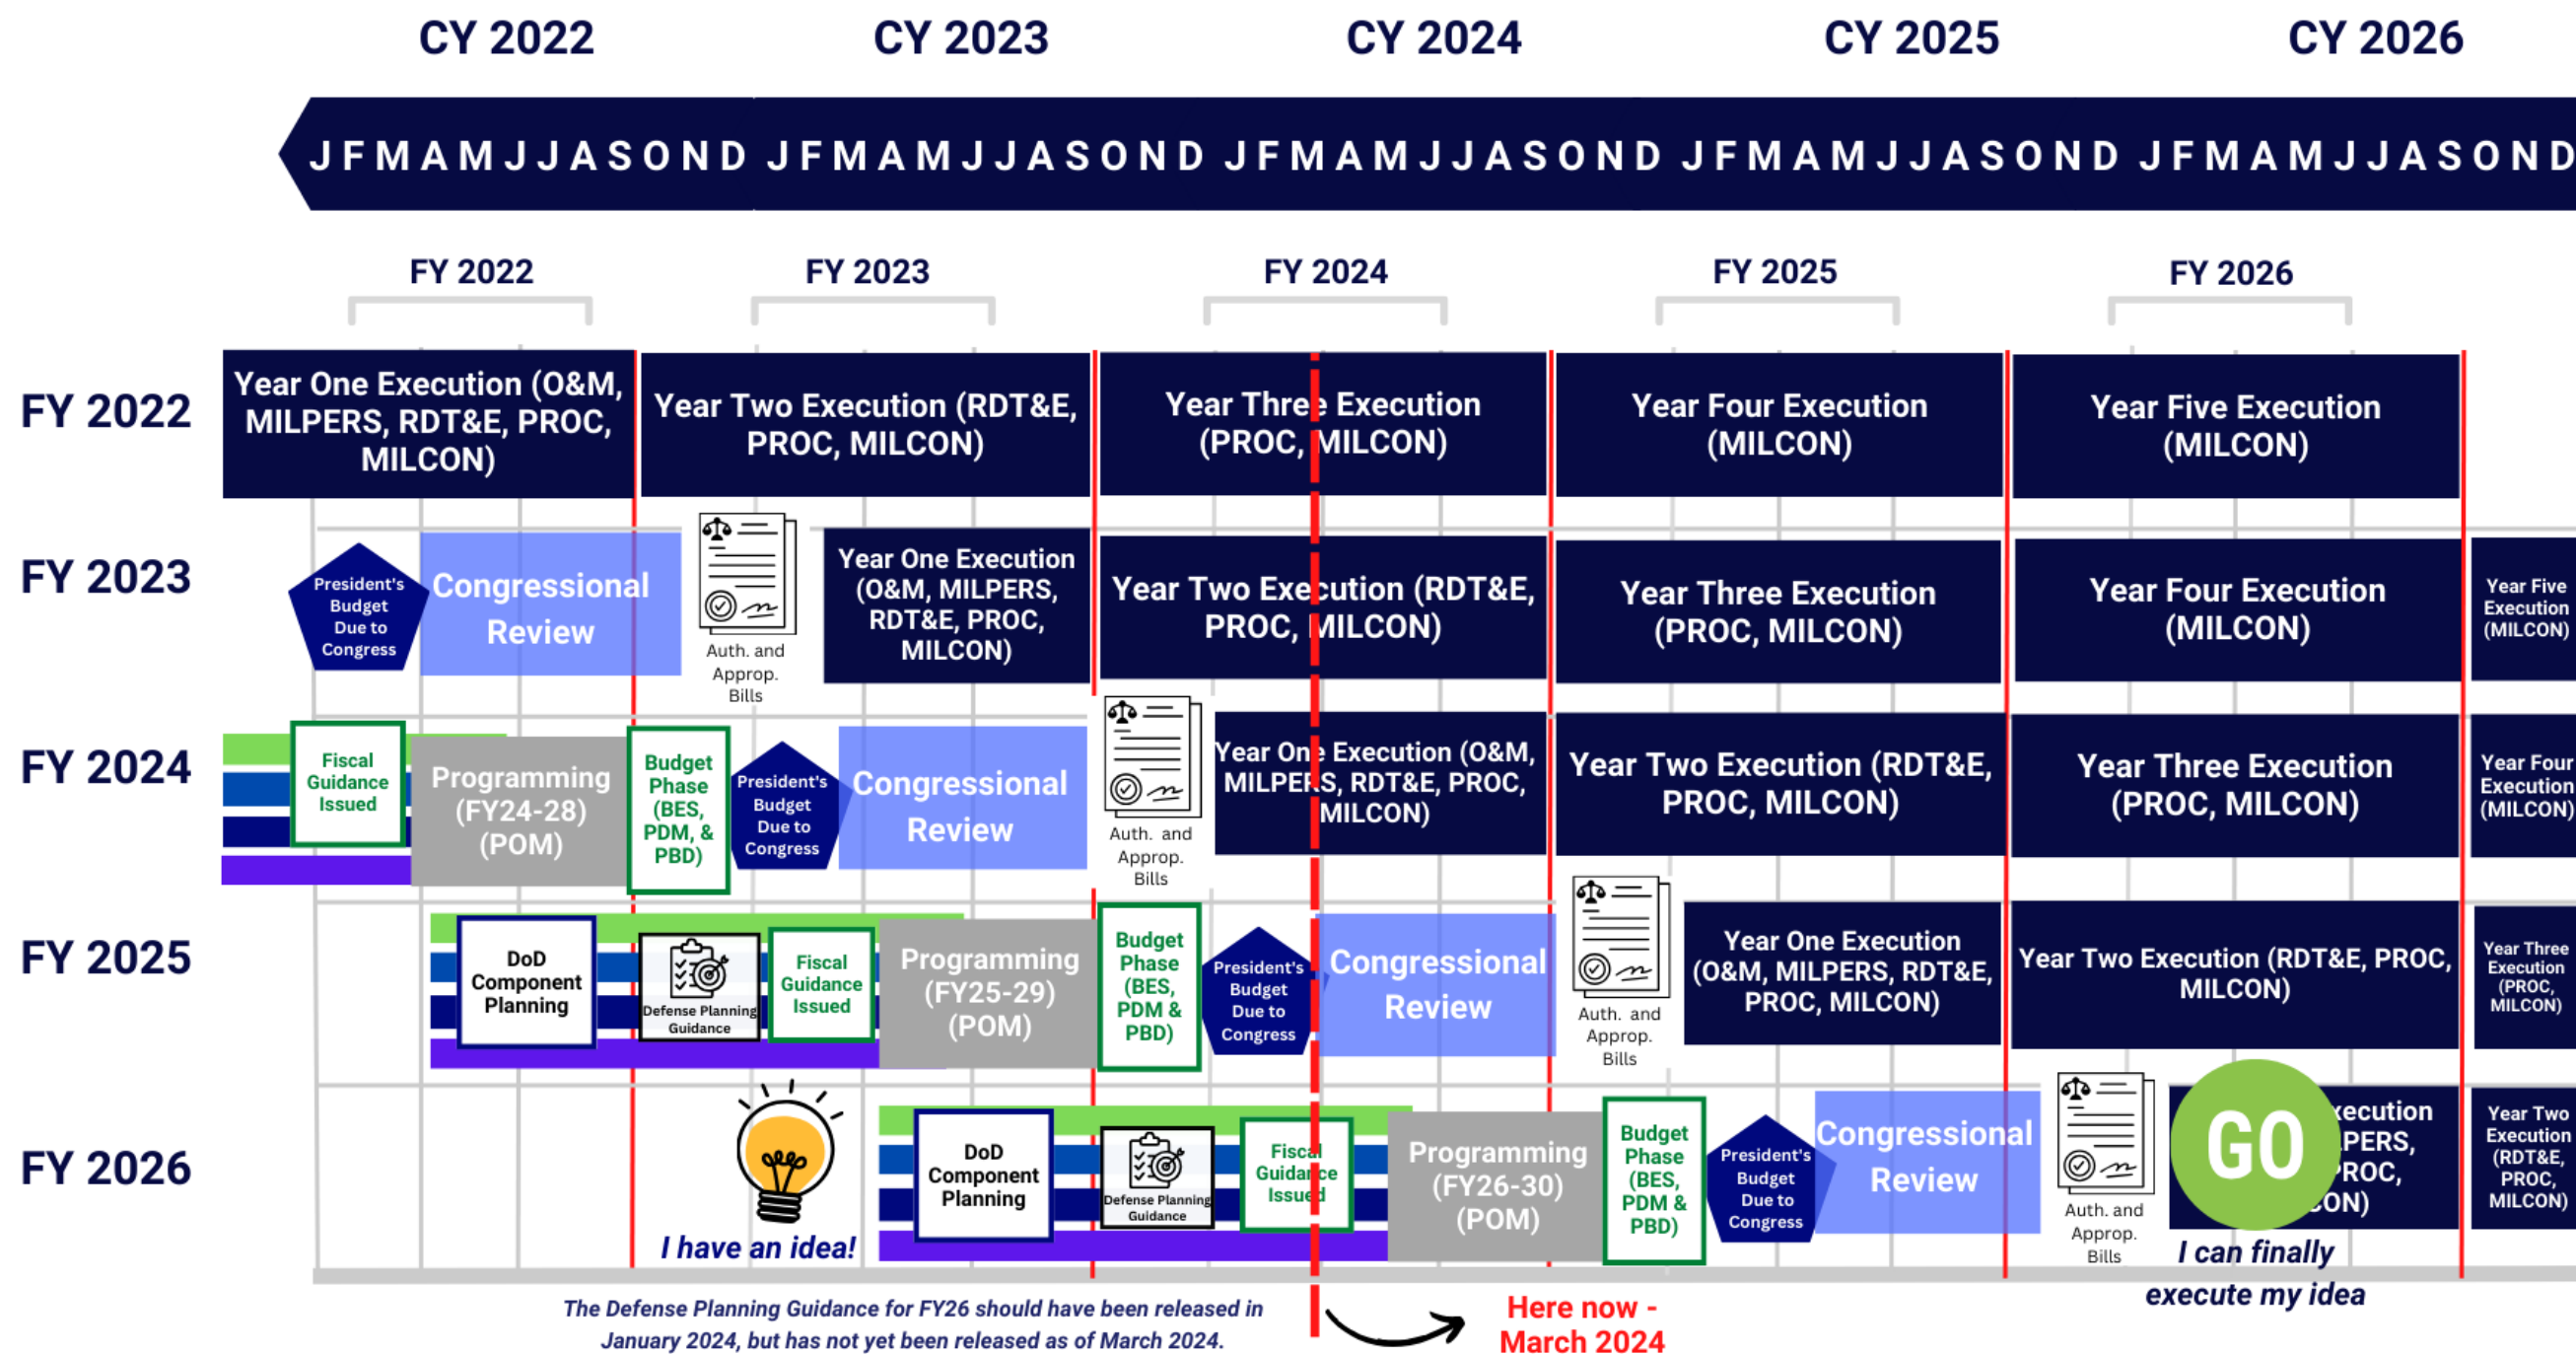 CY 2022 CY 2023 CY 2024 CY 2025 CY 2026
J F M A M J J A S O N D J F M A M J J A S O N D J F M A M J J A S O N D J F M A M J J A S O N D J F M A M J J A S O N D
FY 2022 FY 2023 FY 2024 FY 2025 FY 2026
FY 2022
Year One Execution (O&M,
MILPERS, RDT&E, PROC,
MILCON)
Year Two Execution (RDT&E,
PROC, MILCON)
Year Three Execution
(PROC, MILCON)
Year Four Execution
(MILCON)
Year Five Execution
(MILCON)
FY 2023
President's
Budget
Due to
Congress
Congressional
Review
Auth. and
Approp.
Bills
Year One Execution
(O&M, MILPERS,
RDT&E, PROC,
MILCON)
Year Two Execution (RDT&E,
PROC, MILCON)
Year Three Execution
(PROC, MILCON)
Year Four Execution
(MILCON)
Year Five
Execution
(MILCON)
FY 2024
Fiscal
Guidance
Issued
Programming
(FY24-28)
(POM)
Budget
Phase
(BES,
PDM, &
PBD)
President's
Budget
Due to
Congress
Congressional
Review
Auth. and
Approp.
Bills
Year One Execution (O&M,
MILPERS, RDT&E, PROC,
MILCON)
Year Two Execution (RDT&E,
PROC, MILCON)
Year Three Execution
(PROC, MILCON)
Year Four
Execution
(MILCON)
FY 2025
DoD
Component
Planning
Defense Planning
Guidance
Fiscal
Guidance
Issued
Programming
(FY25-29)
(POM)
Budget
Phase
(BES,
PDM &
PBD)
President's
Budget
Due to
Congress
Congressional
Review
Auth. and
Approp.
Bills
Year One Execution
(O&M, MILPERS, RDT&E,
PROC, MILCON)
Year Two Execution (RDT&E, PROC,
MILCON)
Year Three
Execution
(PROC,
MILCON)
FY 2026
I have an idea!
DoD
Component
Planning
Defense Planning
Guidance
Fiscal
Guidance
Issued
Programming
(FY26-30)
(POM)
Budget
Phase
(BES,
PDM &
PBD)
President's
Budget
Due to
Congress
Congressional
Review
Auth. and
Approp.
Bills
GO
I can finally
execute my idea
Year Two
Execution
(RDT&E,
PROC,
MILCON)
The Defense Planning Guidance for FY26 should have been released in
January 2024, but has not yet been released as of March 2024.
Here now -
March 2024